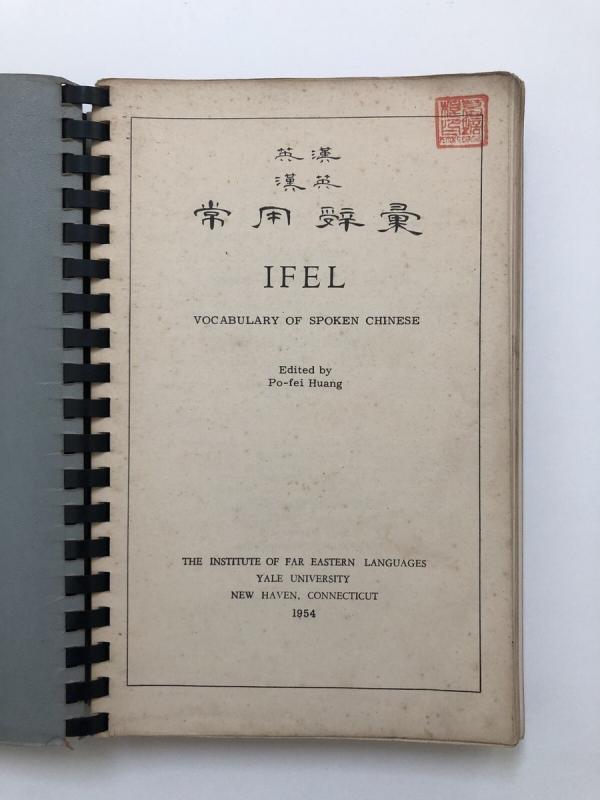 英漢
漢英
常用辭彙
IFEL
VOCABULARY OF SPOKEN CHINESE
Edited by
Po-fei Huang
THE INSTITUTE OF FAR EASTERN LANGUAGES
YALE UNIVERSITY
NEW HAVEN, CONNECTICUT
1954